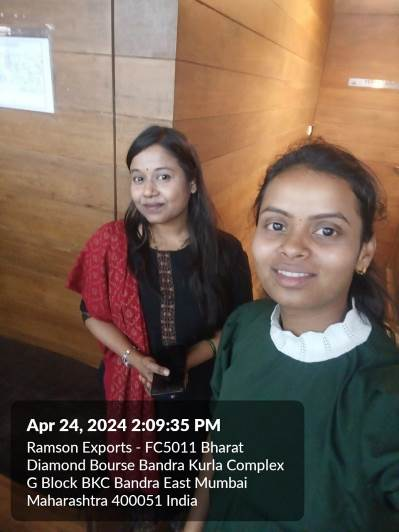 Apr 24, 2024 2:09:35 PM
Ramson Exports - FC5011 Bharat
Diamond Bourse Bandra Kurla Complex
G Block BKC Bandra East Mumbai
Maharashtra 400051 India